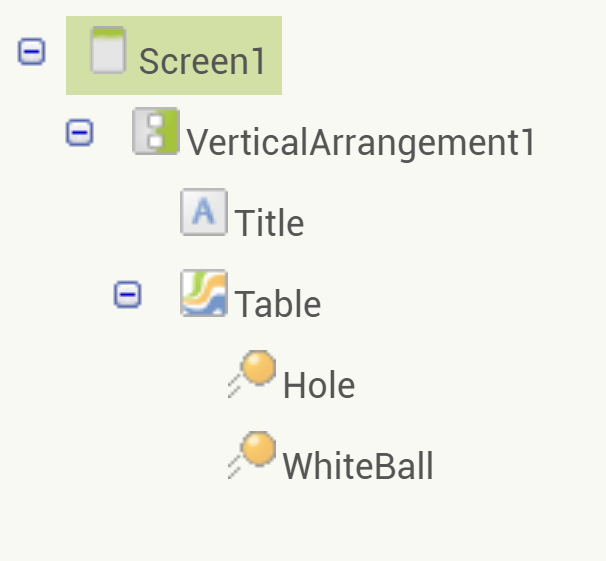 Screen1
VerticalArrangement1
A Title
Table
Hole
WhiteBall